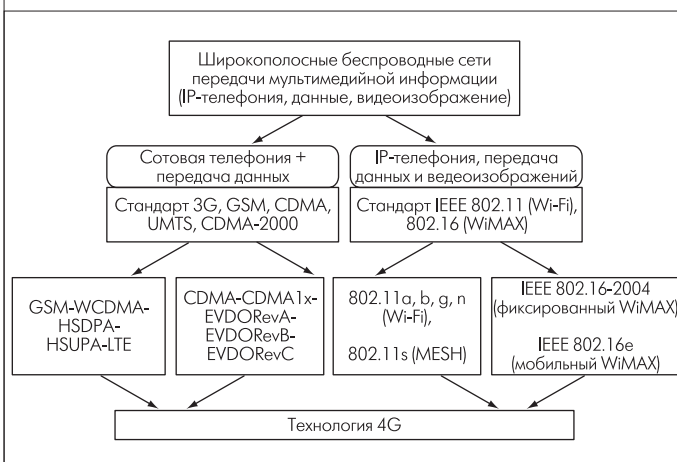 Широкополосные беспроводные сети
передачи мультимедийной информации
(IP-телефония, данные, видеоизображение)
Сотовая телефония +
передача данных
Стандарт 3G, GSM, CDMA,
UMTS, CDMA-2000
IP-телефония, передача
данных и ведеоизображений
Стандарт IEEE 802.11 (Wi-Fi),
802.16 (WiMAX)
GSM-WCDMA-
HSDPA-
HSUPA-LTE
CDMA-CDMA1x-
EVDORevA-
EVDORevB-
EVDORevC
802.11a, b, g, n
(Wi-Fi),
802.11s (MESH)
IEEE 802.16-2004
(фиксированный WiMAX)
IEEE 802.16e
(мобильный WiMAX)
Технология 4G